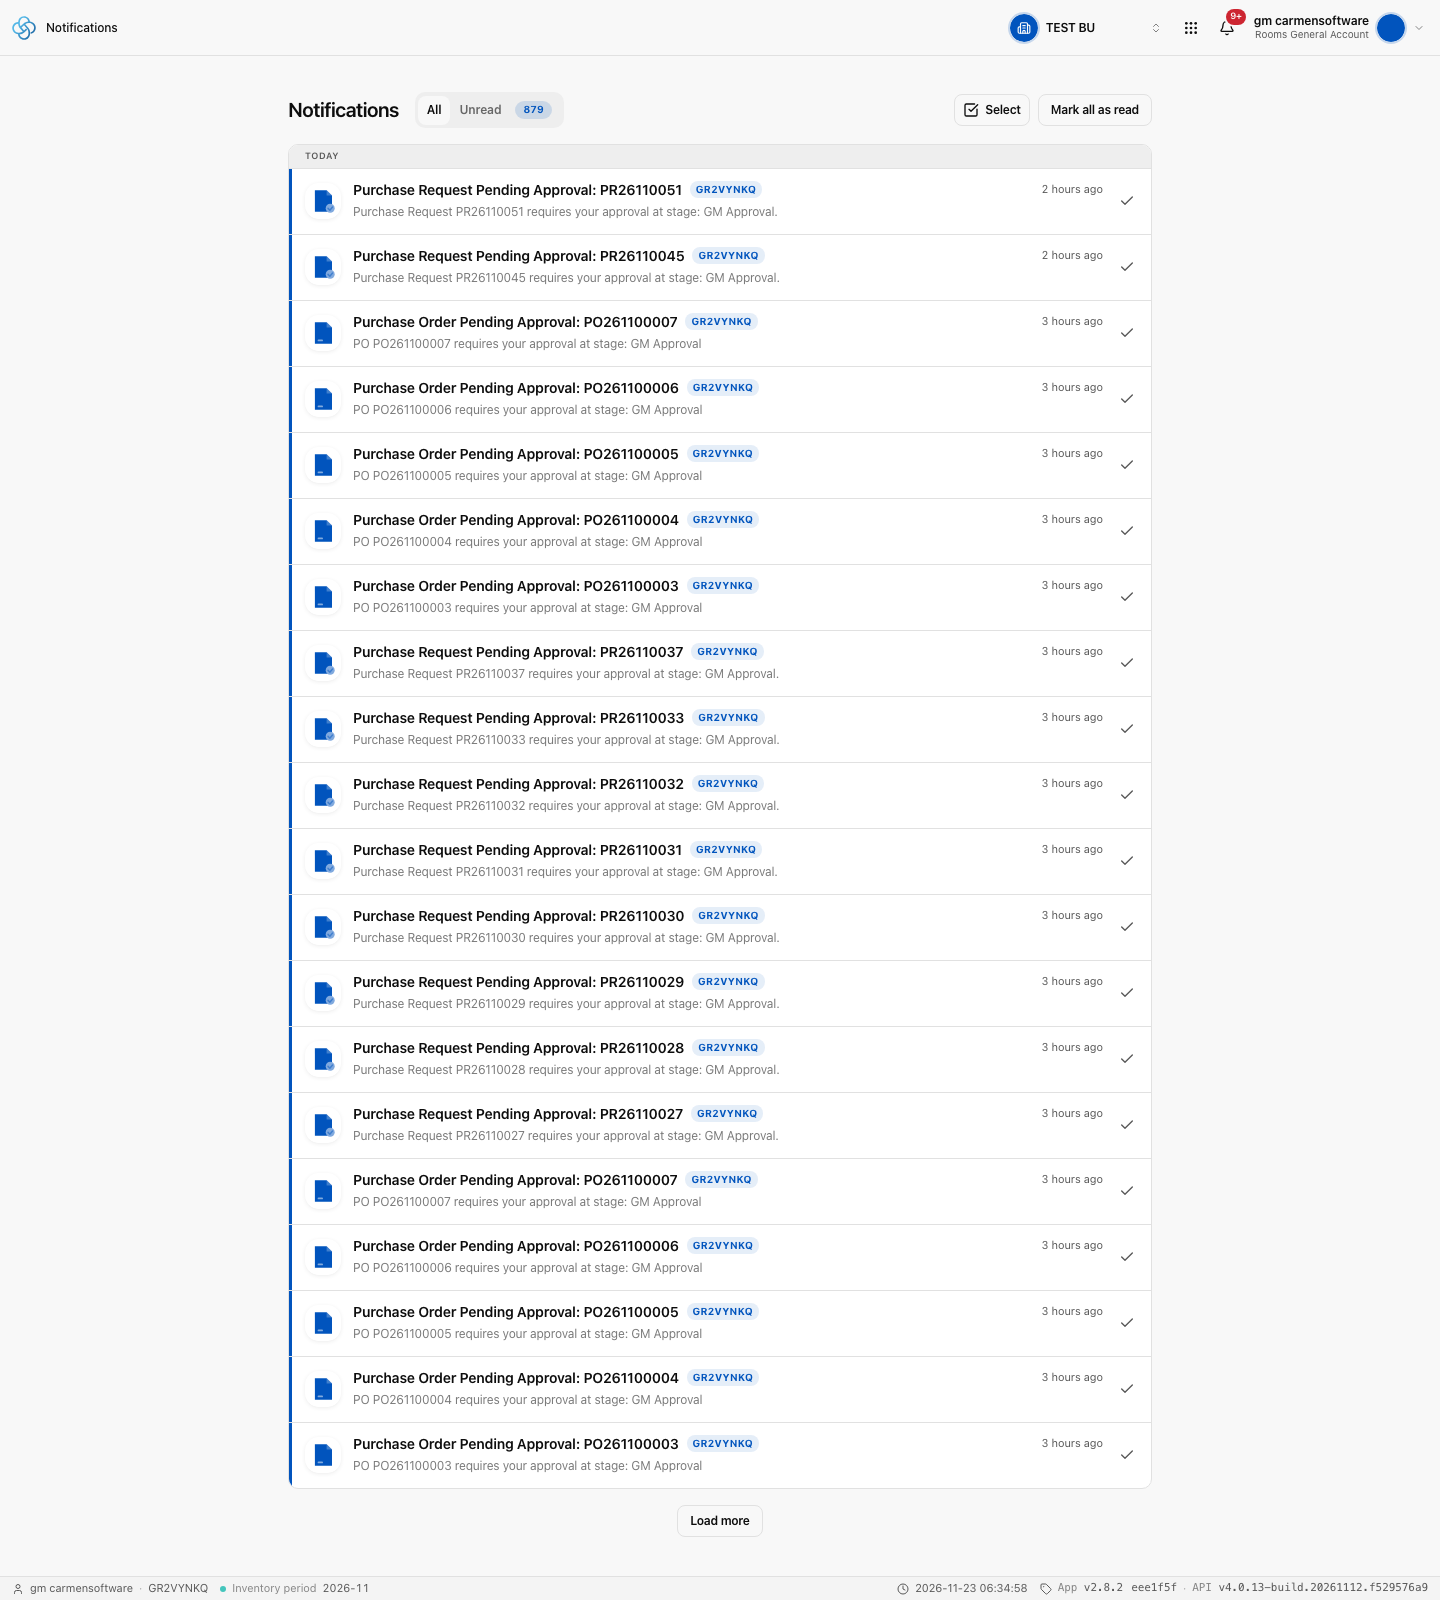 Notifications
TEST BU
9+
gm carmensoftware
Rooms General Account
Notifications
All
Unread
879
Select
Mark all as read
TODAY
Purchase Request Pending Approval: PR26110051 GR2VYNKQ 2 hours ago
Purchase Request PR26110051 requires your approval at stage: GM Approval.
Purchase Request Pending Approval: PR26110045 GR2VYNKQ 2 hours ago
Purchase Request PR26110045 requires your approval at stage: GM Approval.
Purchase Order Pending Approval: PO261100007 GR2VYNKQ 3 hours ago
PO PO261100007 requires your approval at stage: GM Approval
Purchase Order Pending Approval: PO261100006 GR2VYNKQ 3 hours ago
PO PO261100006 requires your approval at stage: GM Approval
Purchase Order Pending Approval: PO261100005 GR2VYNKQ 3 hours ago
PO PO261100005 requires your approval at stage: GM Approval
Purchase Order Pending Approval: PO261100004 GR2VYNKQ 3 hours ago
PO PO261100004 requires your approval at stage: GM Approval
Purchase Order Pending Approval: PO261100003 GR2VYNKQ 3 hours ago
PO PO261100003 requires your approval at stage: GM Approval
Purchase Request Pending Approval: PR26110037 GR2VYNKQ 3 hours ago
Purchase Request PR26110037 requires your approval at stage: GM Approval.
Purchase Request Pending Approval: PR26110033 GR2VYNKQ 3 hours ago
Purchase Request PR26110033 requires your approval at stage: GM Approval.
Purchase Request Pending Approval: PR26110032 GR2VYNKQ 3 hours ago
Purchase Request PR26110032 requires your approval at stage: GM Approval.
Purchase Request Pending Approval: PR26110031 GR2VYNKQ 3 hours ago
Purchase Request PR26110031 requires your approval at stage: GM Approval.
Purchase Request Pending Approval: PR26110030 GR2VYNKQ 3 hours ago
Purchase Request PR26110030 requires your approval at stage: GM Approval.
Purchase Request Pending Approval: PR26110029 GR2VYNKQ 3 hours ago
Purchase Request PR26110029 requires your approval at stage: GM Approval.
Purchase Request Pending Approval: PR26110028 GR2VYNKQ 3 hours ago
Purchase Request PR26110028 requires your approval at stage: GM Approval.
Purchase Request Pending Approval: PR26110027 GR2VYNKQ 3 hours ago
Purchase Request PR26110027 requires your approval at stage: GM Approval.
Purchase Order Pending Approval: PO261100007 GR2VYNKQ 3 hours ago
PO PO261100007 requires your approval at stage: GM Approval
Purchase Order Pending Approval: PO261100006 GR2VYNKQ 3 hours ago
PO PO261100006 requires your approval at stage: GM Approval
Purchase Order Pending Approval: PO261100005 GR2VYNKQ 3 hours ago
PO PO261100005 requires your approval at stage: GM Approval
Purchase Order Pending Approval: PO261100004 GR2VYNKQ 3 hours ago
PO PO261100004 requires your approval at stage: GM Approval
Purchase Order Pending Approval: PO261100003 GR2VYNKQ 3 hours ago
PO PO261100003 requires your approval at stage: GM Approval
Load more
gm carmensoftware · GR2VYNKQ Inventory period 2026-11
2026-11-23 06:34:58 App v2.8.2 eee1f5f · API v4.0.13-build.20261112.f529576a9